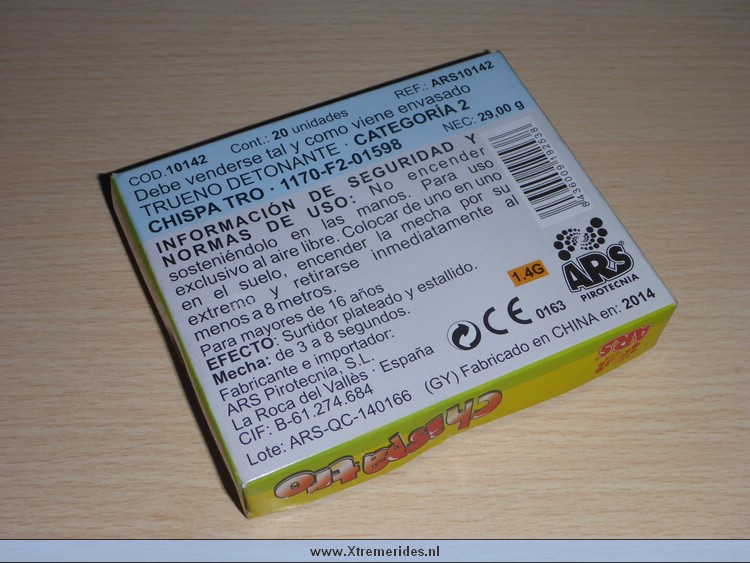 COD.10142 Cont.: 20 unidades REF.: ARS10142
Debe venderse tal y como viene envasado
TRUENO DETONANTE · CATEGORÍA 2
CHISPA TRO · 1170-F2-01598 NEC: 29,00 g
INFORMACIÓN DE SEGURIDAD Y
NORMAS DE USO: No encender
sosteniéndolo en las manos. Para uso
exclusivo al aire libre. Colocar de uno en uno
en el suelo, encender la mecha por su
extremo y retirarse inmediatamente al
menos a 8 metros.
Para mayores de 16 años
EFECTO: Surtidor plateado y estallido.
Mecha: de 3 a 8 segundos.
Fabricante e importador:
ARS Pirotecnia, S.L.
La Roca del Vallès · España
CIF: B-61.274.684
Lote: ARS-QC-140166 (GY) Fabricado en CHINA en: 2014
8436009192538
ARS
PIROTECNIA
1.4G
CE 0163
Chispa tro
ARS
www.Xtremerides.nl